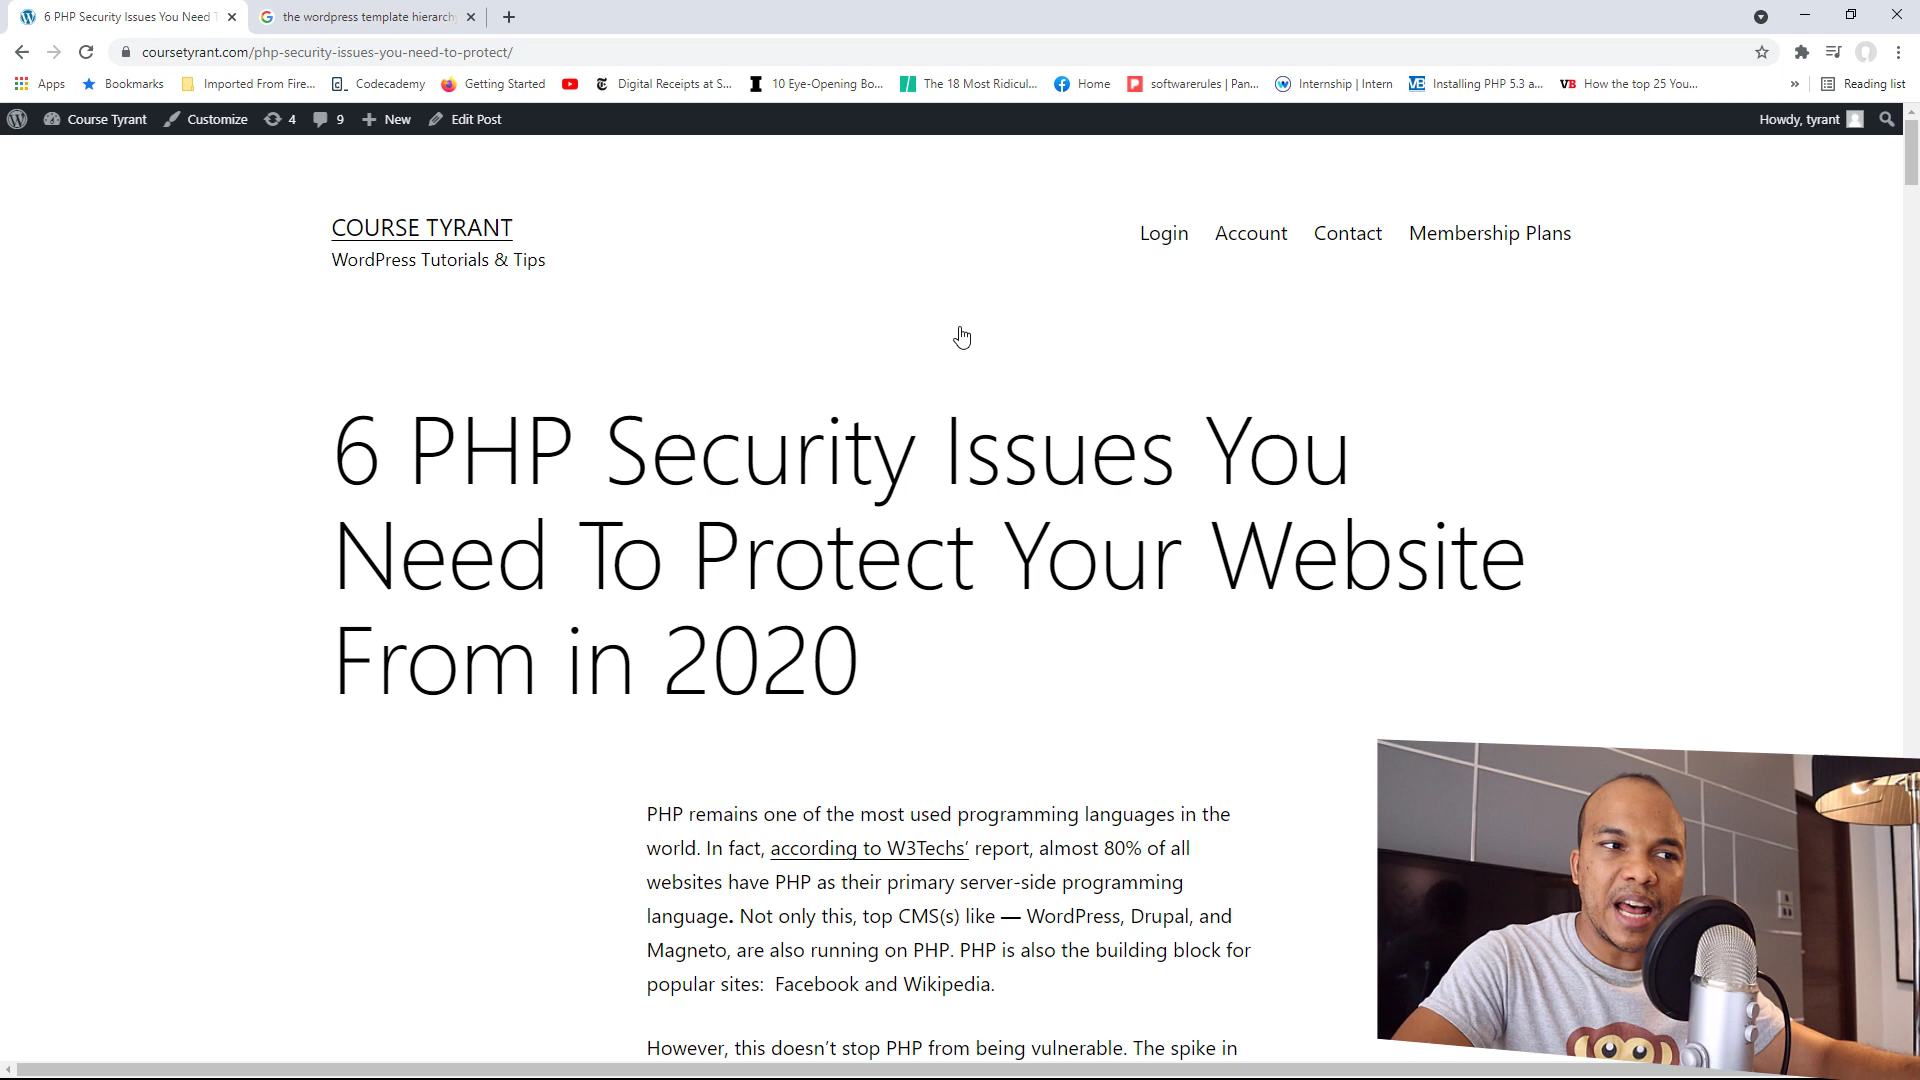 6 PHP Security Issues You Need T
the wordpress template hierarchy
coursetyrant.com/php-security-issues-you-need-to-protect/
Apps
Bookmarks
Imported From Fire...
Codecademy
Getting Started
Digital Receipts at S...
10 Eye-Opening Bo...
The 18 Most Ridicul...
Home
softwarerules | Pan...
Internship | Intern
Installing PHP 5.3 a...
VB How the top 25 You...
»
Reading list
Course Tyrant
Customize
4
9
New
Edit Post
Howdy, tyrant
COURSE TYRANT
WordPress Tutorials & Tips
Login
Account
Contact
Membership Plans
6 PHP Security Issues You
Need To Protect Your Website
From in 2020
PHP remains one of the most used programming languages in the
world. In fact, according to W3Techs’ report, almost 80% of all
websites have PHP as their primary server-side programming
language. Not only this, top CMS(s) like — WordPress, Drupal, and
Magneto, are also running on PHP. PHP is also the building block for
popular sites:  Facebook and Wikipedia.
However, this doesn’t stop PHP from being vulnerable. The spike in